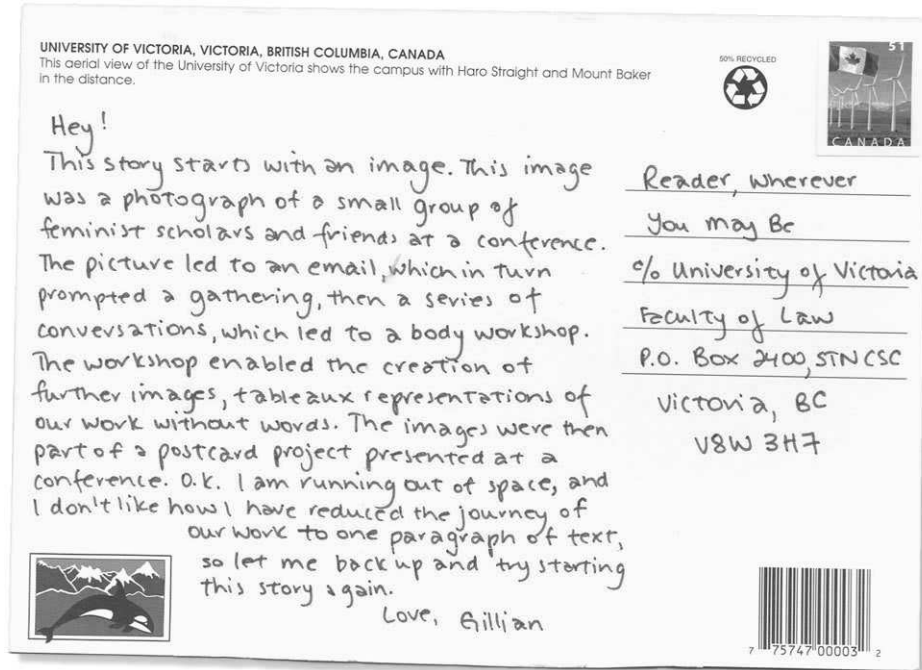 UNIVERSITY OF VICTORIA, VICTORIA, BRITISH COLUMBIA, CANADA
This aerial view of the University of Victoria shows the campus with Haro Straight and Mount Baker
in the distance.
50% RECYCLED
51
CANADA
Hey!
This story starts with an image. This image
was a photograph of a small group of
feminist scholars and friends at a conference.
The picture led to an email, which in turn
prompted a gathering, then a series of
conversations, which led to a body workshop.
The workshop enabled the creation of
further images, tableaux representations of
our work without words. The images were then
part of a postcard project presented at a
conference. O.K. I am running out of space, and
I don't like how I have reduced the journey of
our work to one paragraph of text,
so let me back up and try starting
this story again.
Love, Gillian
Reader, wherever
You may Be
c/o University of Victoria
Faculty of Law
P.O. Box 2400, STN CSC
Victoria, BC
V8W 3H7
7 75747 00003 2